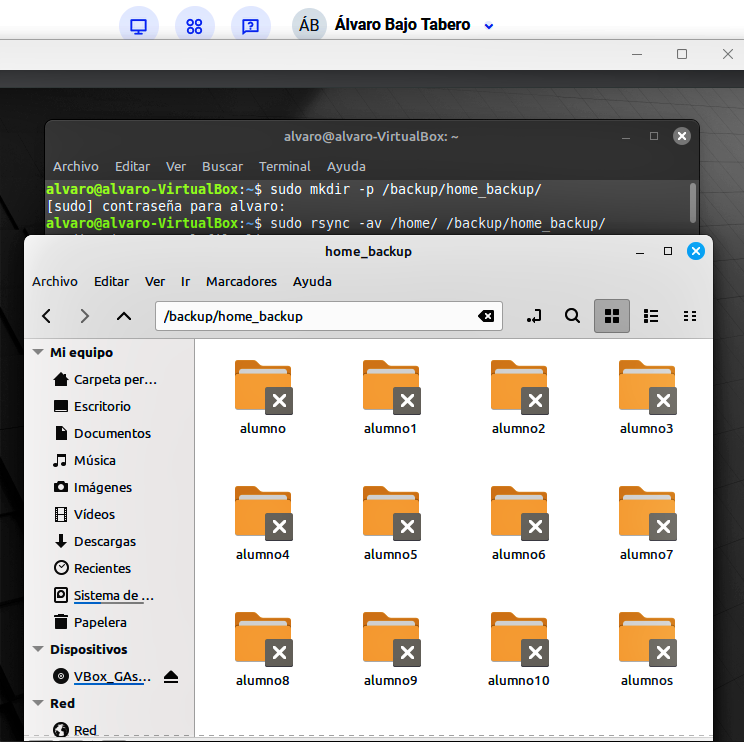 ÁB Álvaro Bajo Tabero
alvaro@alvaro-VirtualBox: ~
Archivo Editar Ver Buscar Terminal Ayuda
alvaro@alvaro-VirtualBox:~$ sudo mkdir -p /backup/home_backup/
[sudo] contraseña para alvaro:
alvaro@alvaro-VirtualBox:~$ sudo rsync -av /home/ /backup/home_backup/
home_backup
Archivo Editar Ver Ir Marcadores Ayuda
/backup/home_backup
Mi equipo
Carpeta per...
Escritorio
Documentos
Música
Imágenes
Vídeos
Descargas
Recientes
Sistema de ...
Papelera
Dispositivos
VBox_GAs...
Red
Red
alumno alumno1 alumno2 alumno3
alumno4 alumno5 alumno6 alumno7
alumno8 alumno9 alumno10 alumnos